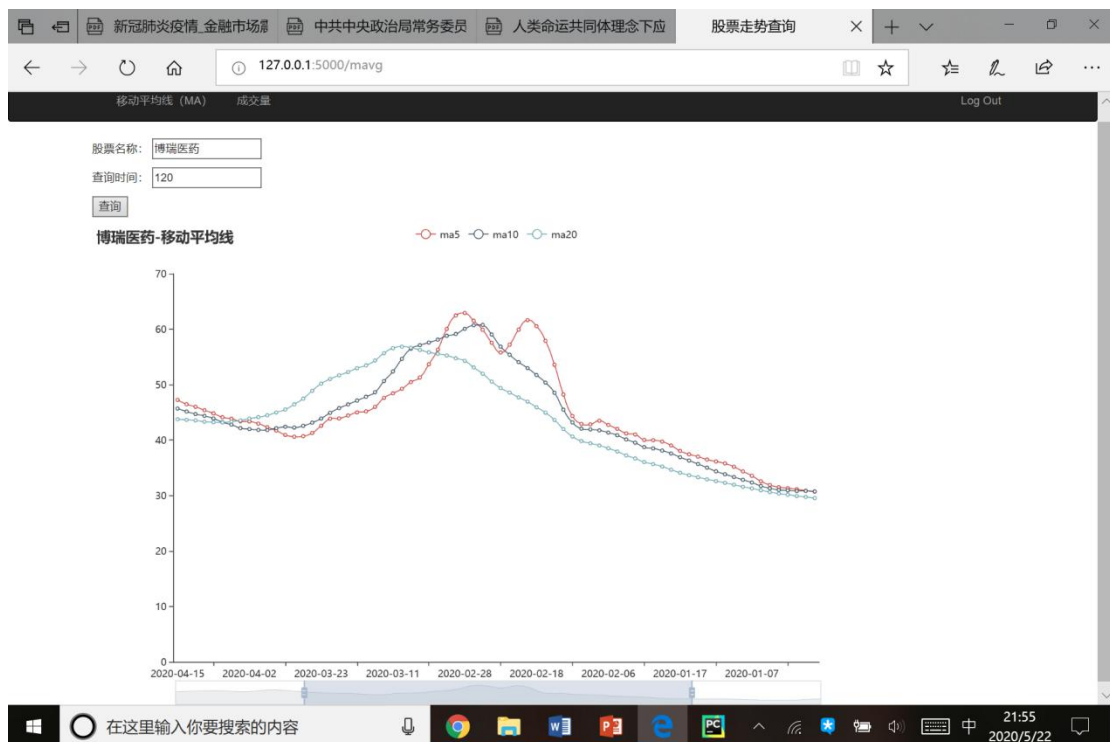 新冠肺炎疫情_金融市场
中共中央政治局常务委员
人类命运共同体理念下应
股票走势查询
127.0.0.1:5000/mavg
移动平均线（MA） 成交量 Log Out
股票名称： 博瑞医药
查询时间： 120
查询
博瑞医药-移动平均线
ma5 ma10 ma20
70
60
50
40
30
20
10
0
2020-04-15 2020-04-02 2020-03-23 2020-03-11 2020-02-28 2020-02-18 2020-02-06 2020-01-17 2020-01-07
在这里输入你要搜索的内容
中
21:55
2020/5/22